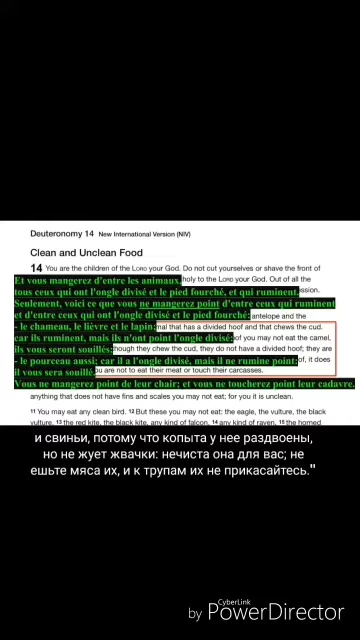 Deuteronomy 14 New International Version (NIV)
Clean and Unclean Food
14 You are the children of the LORD your God. Do not cut yourselves or shave the front of
Et vous mangerez d'entre les animaux, holy to the LORD your God. Out of all the
tous ceux qui ont l'ongle divisé et le pied fourché, et qui ruminent. ession.
Seulement, voici ce que vous ne mangerez point d'entre ceux qui ruminent
et d'entre ceux qui ont l'ongle divisé et le pied fourché: antelope and the
- le chameau, le lièvre et le lapin; mal that has a divided hoof and that chews the cud.
car ils ruminent, mais ils n'ont point l'ongle divisé: of you may not eat the camel,
ils vous seront souillés; hough they chew the cud, they do not have a divided hoof; they are
- le pourceau aussi; car il a l'ongle divisé, mais il ne rumine point: of, it does
il vous sera souillé. u are not to eat their meat or touch their carcasses.
Vous ne mangerez point de leur chair; et vous ne toucherez point leur cadavre.
anything that does not have fins and scales you may not eat; for you it is unclean.
11 You may eat any clean bird. 12 But these you may not eat: the eagle, the vulture, the black
vulture, 13 the red kite, the black kite, any kind of falcon, 14 any kind of raven, 15 the horned
и свиньи, потому что копыта у нее раздвоены,
но не жует жвачки: нечиста она для вас; не
ешьте мяса их, и к трупам их не прикасайтесь."
CyberLink
by PowerDirector